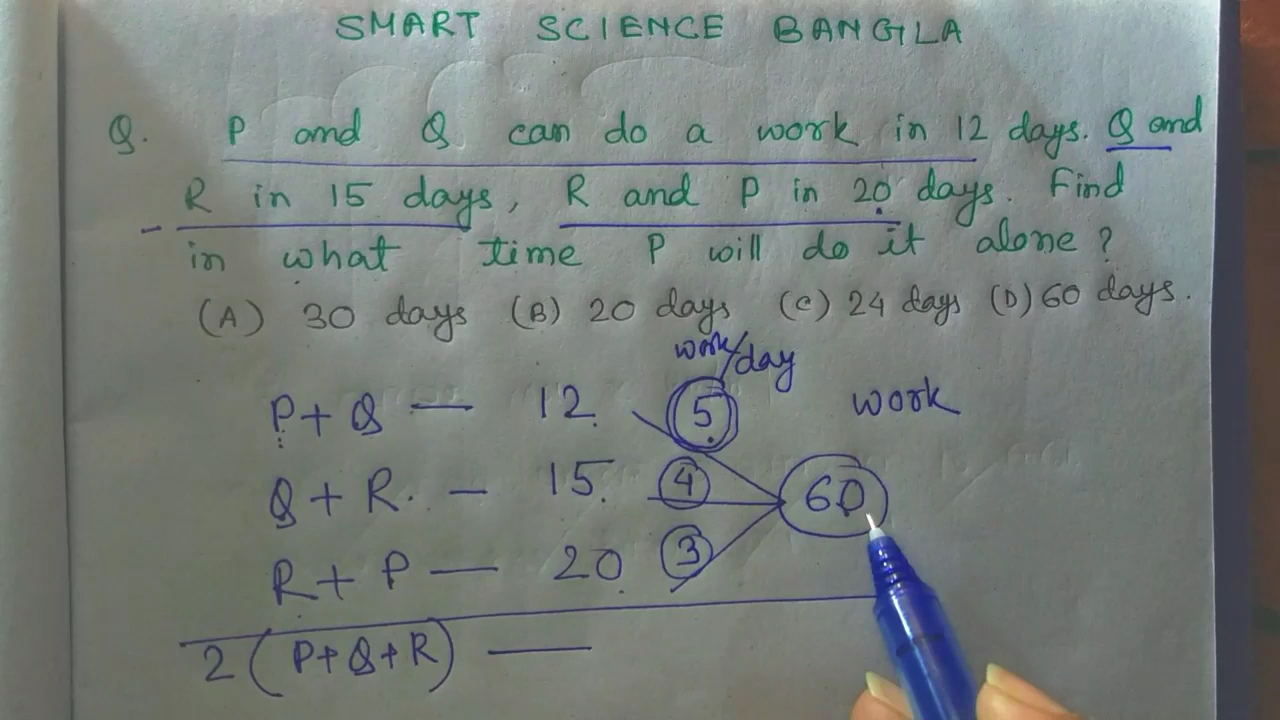 SMART SCIENCE BANGLA
Q. P and Q can do a work in 12 days. Q and
R in 15 days, R and P in 20 days. Find
in what time P will do it alone?
(A) 30 days (B) 20 days (C) 24 days (D) 60 days.
work/day
P+Q — 12 5 work
Q+R. — 15. 4 60
R+P — 20 3
2(P+Q+R) —